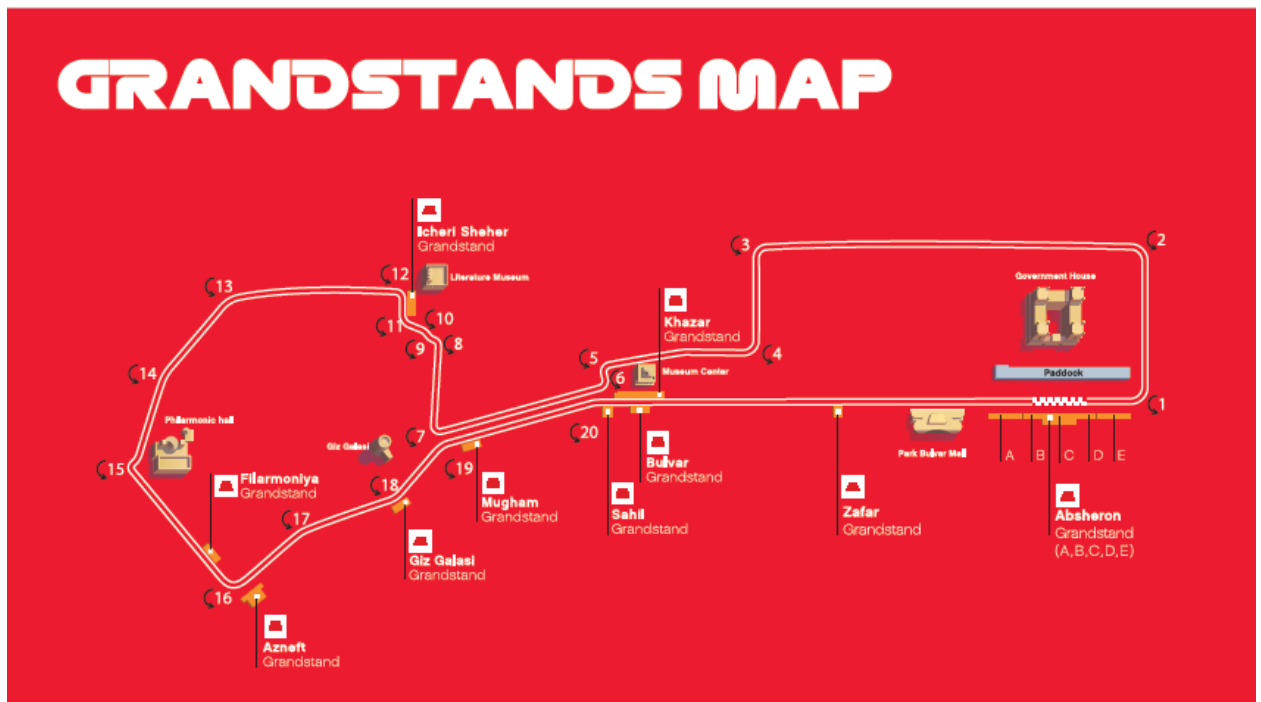 GRANDSTANDS MAP
Icheri Sheher
Grandstand
Literature Museum
12
13
11
10
9
8
14
Philarmonic hall
15
Filarmoniya
Grandstand
16
Azneft
Grandstand
17
Giz Galasi
18
Giz Galasi
Grandstand
7
19
Mugham
Grandstand
Khazar
Grandstand
5
6
Museum Center
20
Sahil
Grandstand
Bulvar
Grandstand
3
4
2
Government House
Paddock
1
Zafar
Grandstand
Park Bulvar Mall
A B C D E
Absheron
Grandstand
(A,B,C,D,E)